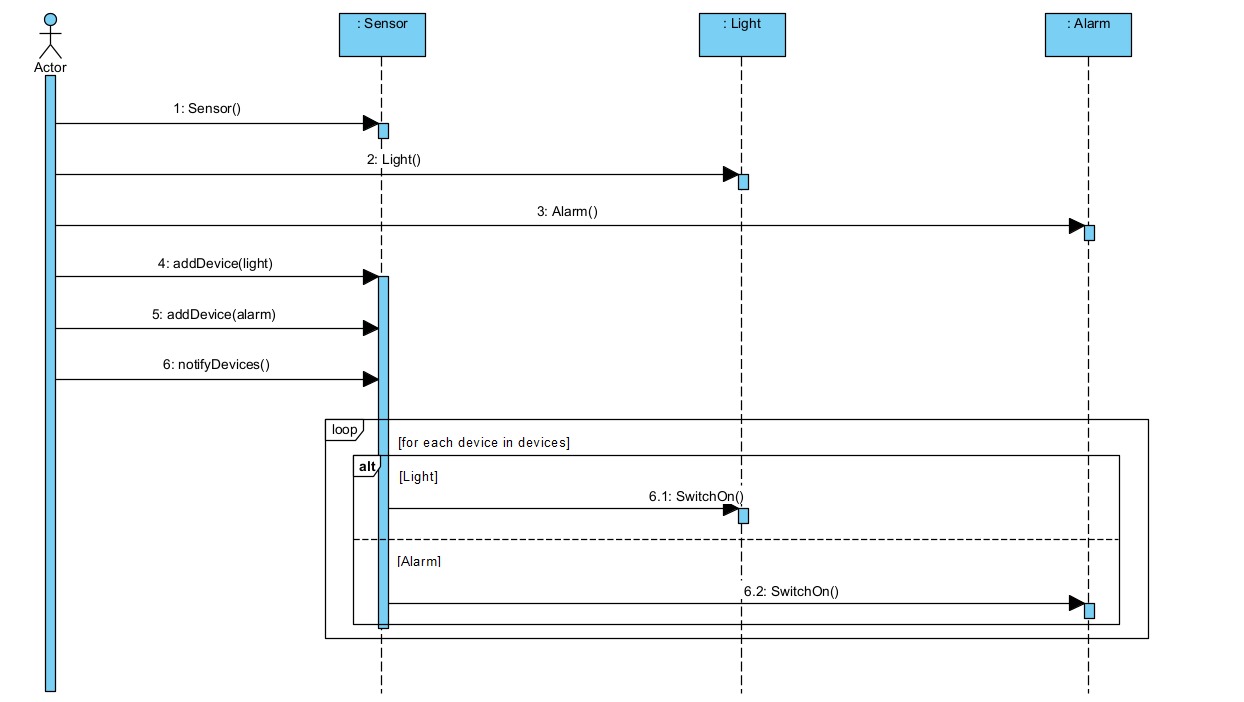 : Sensor
: Light
: Alarm
Actor
1: Sensor()
2: Light()
3: Alarm()
4: addDevice(light)
5: addDevice(alarm)
6: notifyDevices()
loop
[for each device in devices]
alt
[Light]
6.1: SwitchOn()
[Alarm]
6.2: SwitchOn()